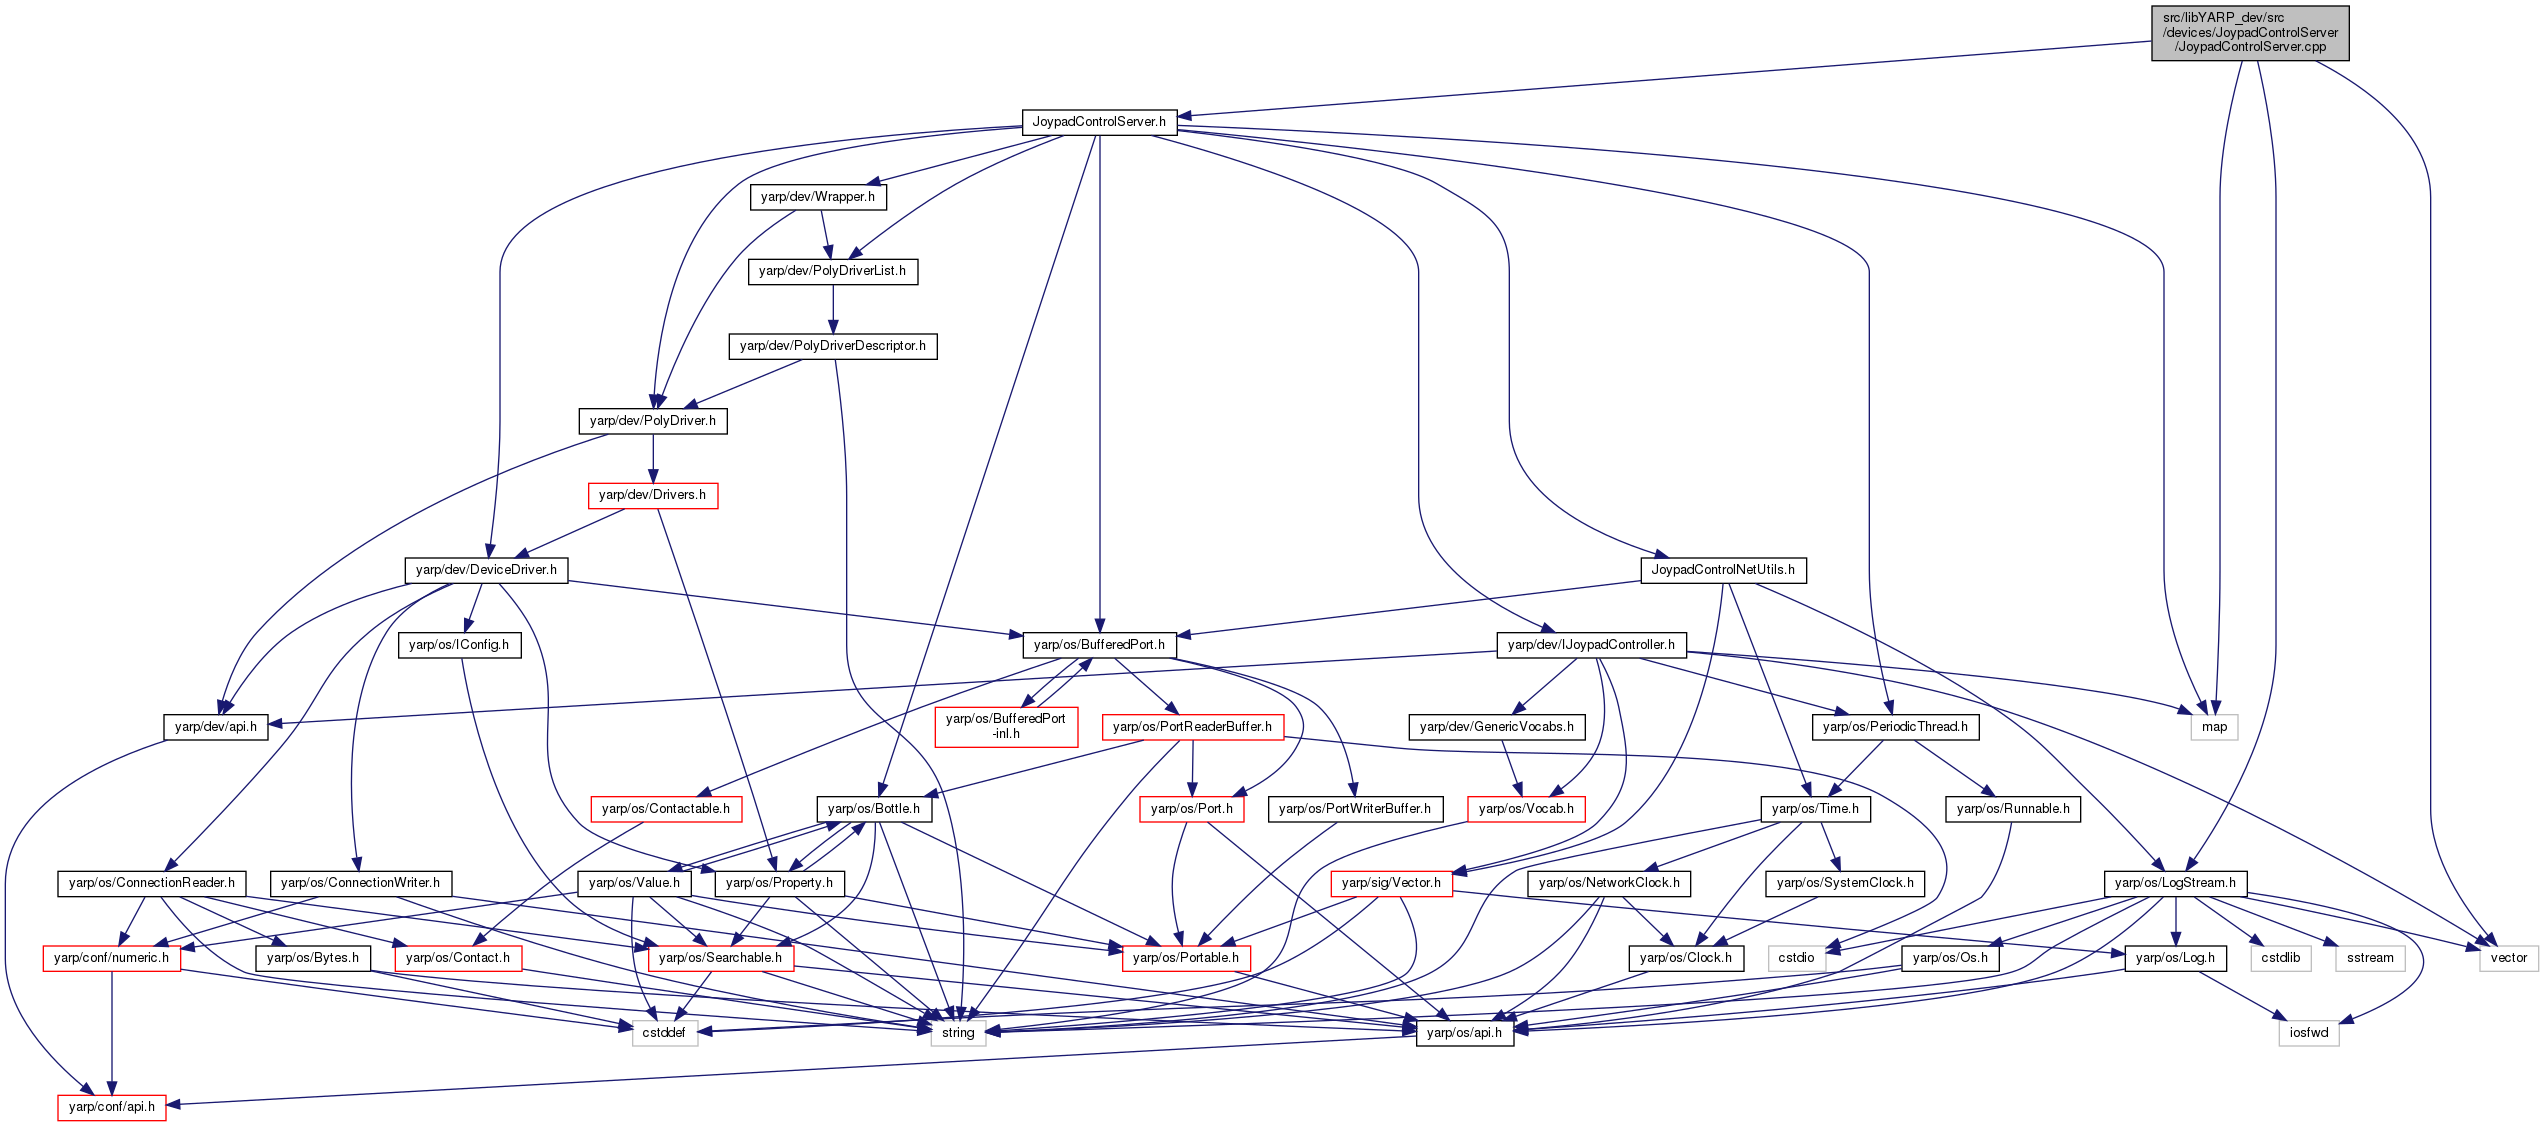 src/libYARP_dev/src
/devices/JoypadControlServer
/JoypadControlServer.cpp
JoypadControlServer.h
yarp/dev/Wrapper.h
yarp/dev/PolyDriverList.h
yarp/dev/PolyDriverDescriptor.h
yarp/dev/PolyDriver.h
yarp/dev/Drivers.h
yarp/dev/DeviceDriver.h
JoypadControlNetUtils.h
yarp/os/IConfig.h
yarp/os/BufferedPort.h
yarp/dev/IJoypadController.h
yarp/dev/api.h
yarp/os/BufferedPort
-inl.h
yarp/os/PortReaderBuffer.h
yarp/dev/GenericVocabs.h
yarp/os/PeriodicThread.h
map
yarp/os/Contactable.h
yarp/os/Bottle.h
yarp/os/Port.h
yarp/os/PortWriterBuffer.h
yarp/os/Vocab.h
yarp/os/Time.h
yarp/os/Runnable.h
yarp/os/ConnectionReader.h
yarp/os/ConnectionWriter.h
yarp/os/Value.h
yarp/os/Property.h
yarp/sig/Vector.h
yarp/os/NetworkClock.h
yarp/os/SystemClock.h
yarp/os/LogStream.h
yarp/conf/numeric.h
yarp/os/Bytes.h
yarp/os/Contact.h
yarp/os/Searchable.h
yarp/os/Portable.h
yarp/os/Clock.h
cstdio
yarp/os/Os.h
yarp/os/Log.h
cstdlib
sstream
vector
cstddef
string
yarp/os/api.h
iosfwd
yarp/conf/api.h